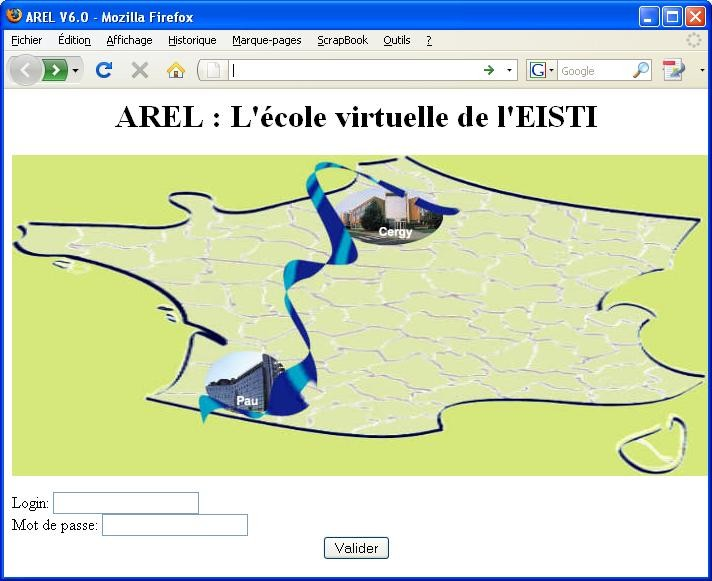 AREL V6.0 - Mozilla Firefox
Fichier Édition Affichage Historique Marque-pages ScrapBook Outils ?
G Google
AREL : L'école virtuelle de l'EISTI
Cergy
Pau
Login:
Mot de passe:
Valider